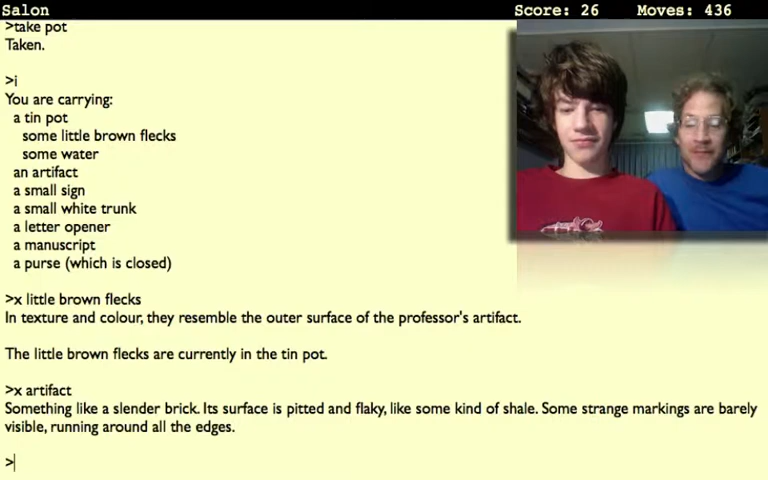 Salon Score: 26 Moves: 436
>take pot
Taken.
>i
You are carrying:
a tin pot
some little brown flecks
some water
an artifact
a small sign
a small white trunk
a letter opener
a manuscript
a purse (which is closed)
>x little brown flecks
In texture and colour, they resemble the outer surface of the professor's artifact.
The little brown flecks are currently in the tin pot.
>x artifact
Something like a slender brick. Its surface is pitted and flaky, like some kind of shale. Some strange markings are barely
visible, running around all the edges.
>